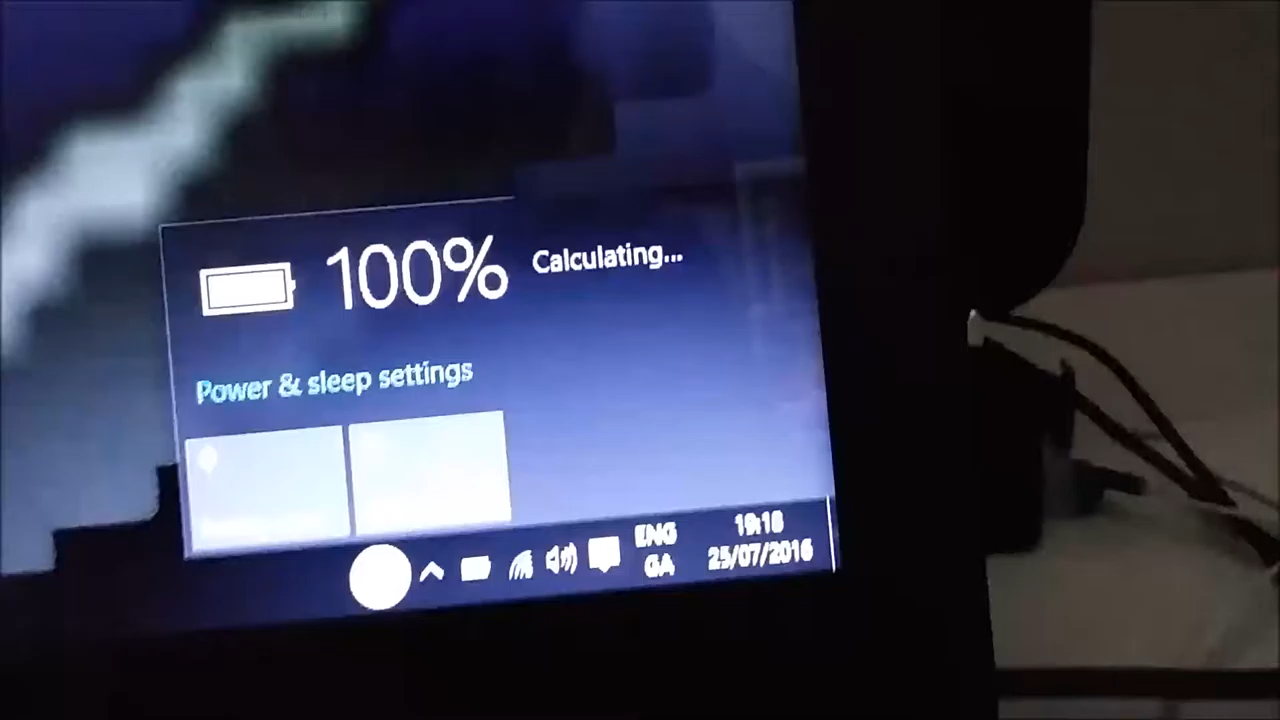 100% Calculating...
Power & sleep settings
ENG
GA
19:18
25/07/2016